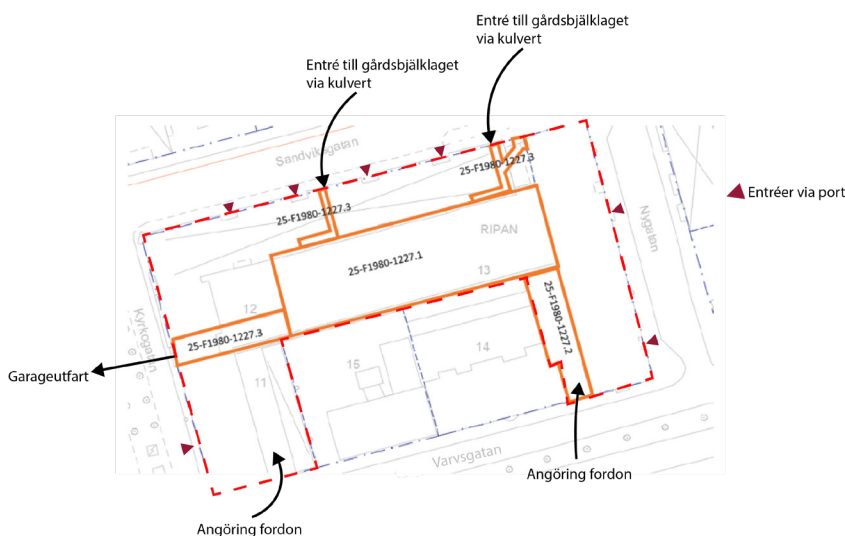 Entré till gårdsbjälklaget
via kulvert
Entré till gårdsbjälklaget
via kulvert
Sandviksgatan
25-F1980-1227.3
25-F1980-1227.3
Entréer via port
Nygatan
RIPAN
25-F1980-1227.1
13
12
25-F1980-1227.2
Kyrkogatan
25-F1980-1227.3
14
15
11
Garageutfart
Varvsgatan
Angöring fordon
Angöring fordon